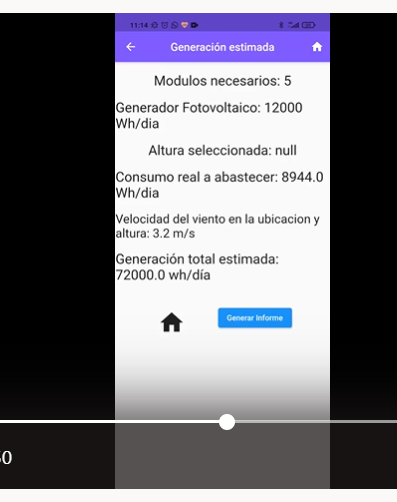 11:14
Generación estimada
Modulos necesarios: 5
Generador Fotovoltaico: 12000
Wh/dia
Altura seleccionada: null
Consumo real a abastecer: 8944.0
Wh/dia
Velocidad del viento en la ubicacion y
altura: 3.2 m/s
Generación total estimada:
72000.0 wh/día
Generar Informe